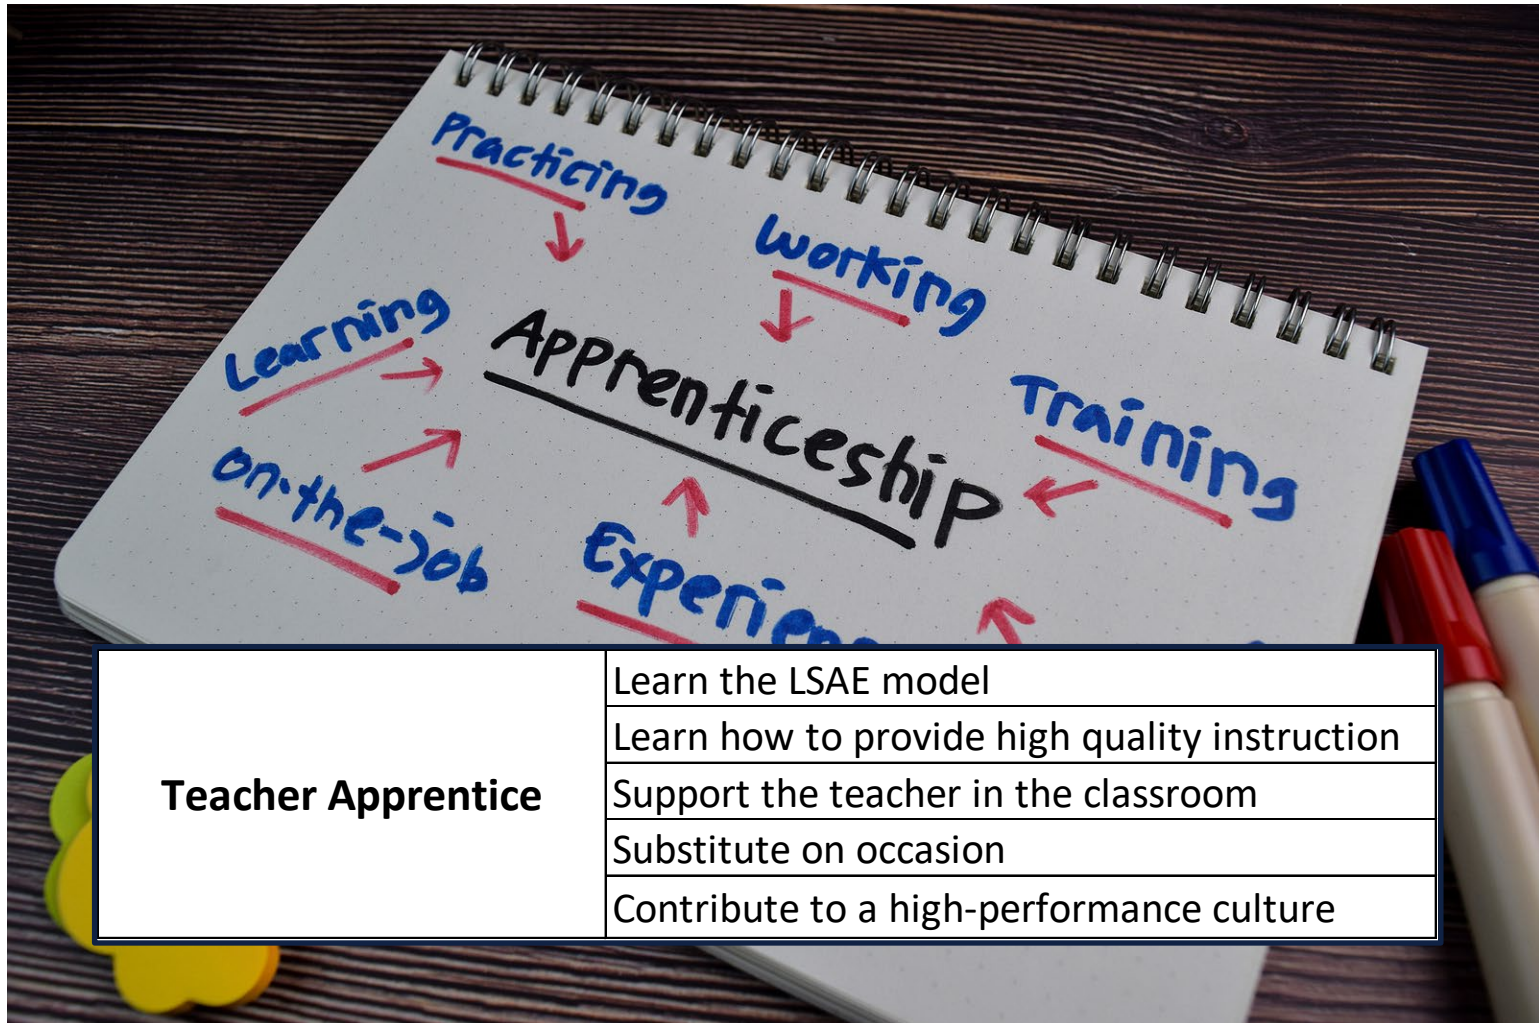 Practicing
Working
Learning
Apprenticeship
Training
on-the-job
Teacher Apprentice
Learn the LSAE model
Learn how to provide high quality instruction
Support the teacher in the classroom
Substitute on occasion
Contribute to a high-performance culture